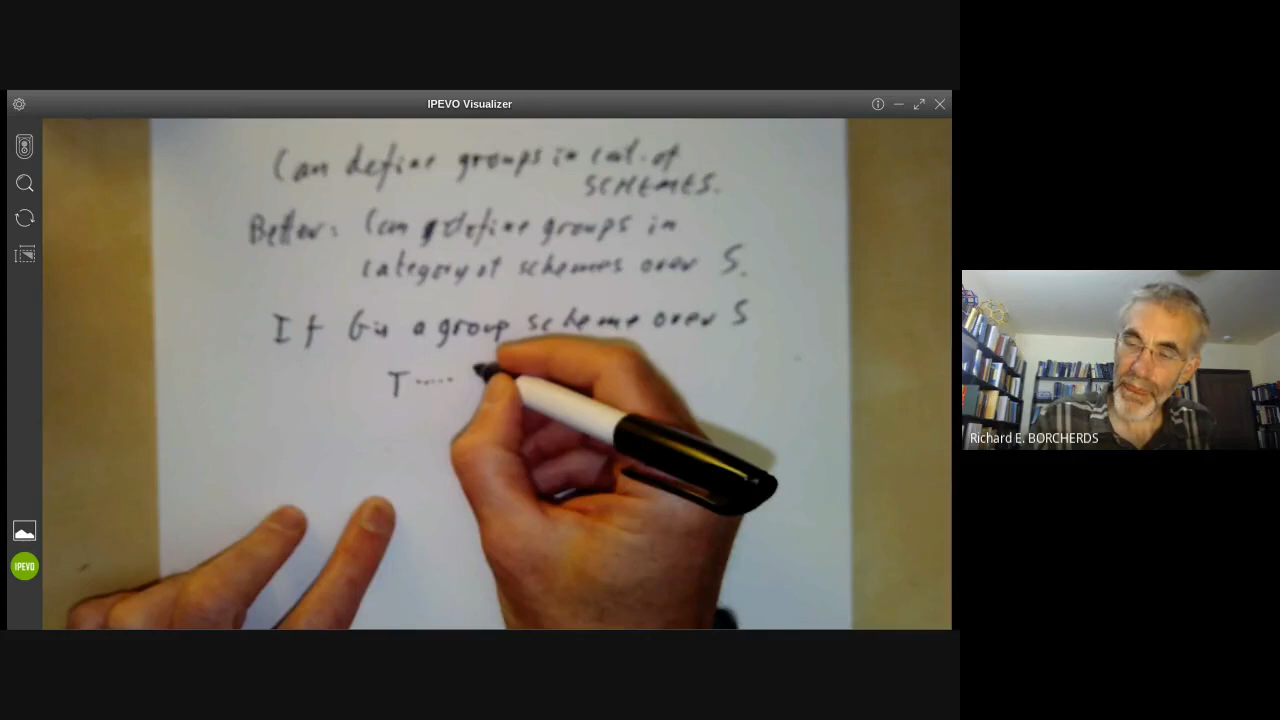 IPEVO Visualizer
Can define groups in cat. of
SCHEMES.
Better: Can define groups in
category of schemes over S.
If G is a group scheme over S
T .....
IPEVO
Richard E. BORCHERDS